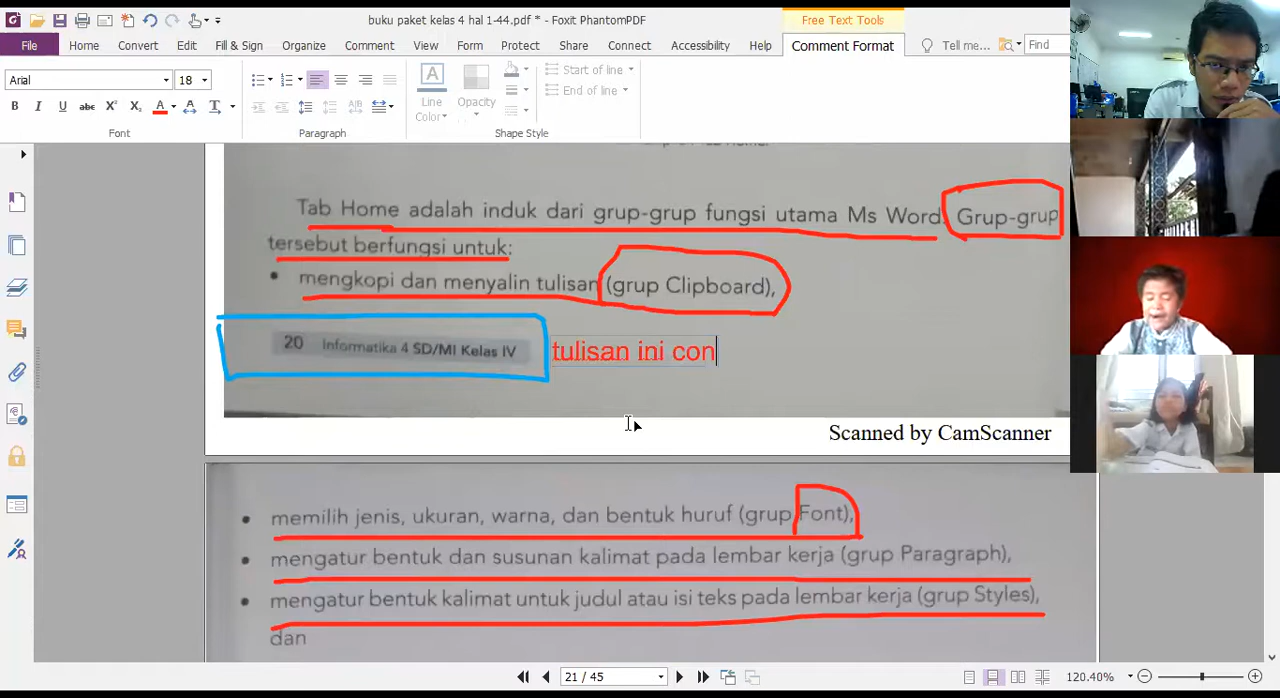 buku paket kelas 4 hal 1-44.pdf * - Foxit PhantomPDF
Free Text Tools
File Home Convert Edit Fill & Sign Organize Comment View Form Protect Share Connect Accessibility Help Comment Format Tell me... Find
Arial 18
Line Color
Opacity
Start of line
End of line
Font Paragraph Shape Style
Tab Home adalah induk dari grup-grup fungsi utama Ms Word. Grup-grup
tersebut berfungsi untuk:
• mengkopi dan menyalin tulisan (grup Clipboard),
20 Informatika 4 SD/MI Kelas IV tulisan ini con
Scanned by CamScanner
• memilih jenis, ukuran, warna, dan bentuk huruf (grup Font),
• mengatur bentuk dan susunan kalimat pada lembar kerja (grup Paragraph),
• mengatur bentuk kalimat untuk judul atau isi teks pada lembar kerja (grup Styles),
dan
21 / 45 120.40%